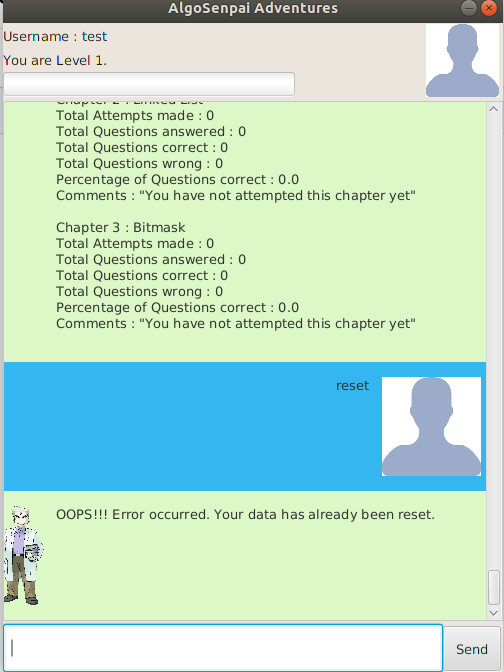 AlgoSenpai Adventures
Username : test
You are Level 1.
Chapter 2 : Linked List
Total Attempts made : 0
Total Questions answered : 0
Total Questions correct : 0
Total Questions wrong : 0
Percentage of Questions correct : 0.0
Comments : "You have not attempted this chapter yet"
Chapter 3 : Bitmask
Total Attempts made : 0
Total Questions answered : 0
Total Questions correct : 0
Total Questions wrong : 0
Percentage of Questions correct : 0.0
Comments : "You have not attempted this chapter yet"
reset
OOPS!!! Error occurred. Your data has already been reset.
Send